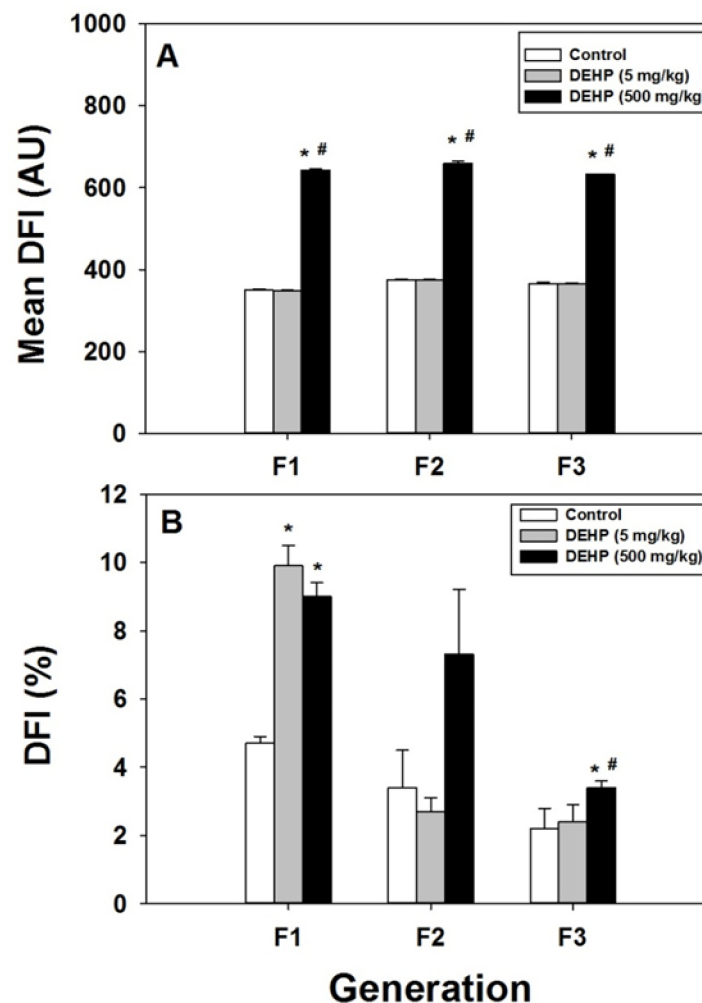 A
Control
DEHP (5 mg/kg)
DEHP (500 mg/kg)
Mean DFI (AU)
1000
800
600
400
200
0
* #
* #
* #
F1
F2
F3
B
Control
DEHP (5 mg/kg)
DEHP (500 mg/kg)
DFI (%)
12
10
8
6
4
2
0
*
*
* #
F1
F2
F3
Generation